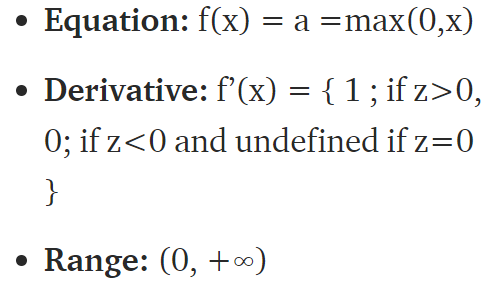 • Equation: f(x) = a =max(0,x)
• Derivative: f’(x) = { 1 ; if z>0,
0; if z<0 and undefined if z=0
}
• Range: (0, +∞)